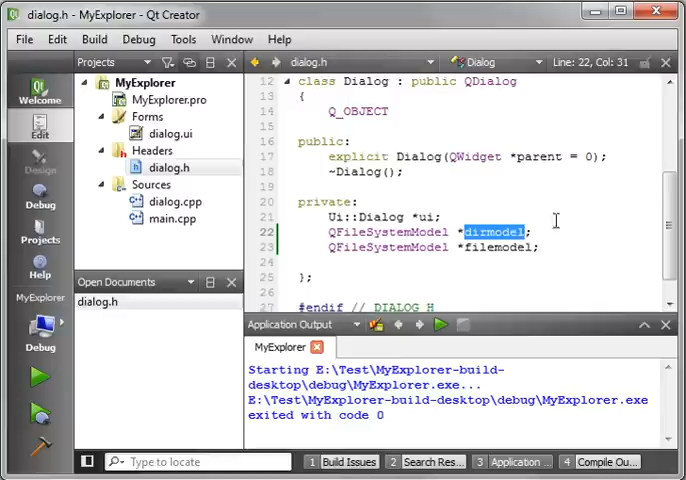 dialog.h - MyExplorer - Qt Creator
File Edit Build Debug Tools Window Help
Projects
dialog.h
Dialog
Line: 22, Col: 31
Welcome
Edit
Design
Debug
Projects
Help
MyExplorer
Debug
MyExplorer
MyExplorer.pro
Forms
dialog.ui
Headers
dialog.h
Sources
dialog.cpp
main.cpp
Open Documents
dialog.h
12 class Dialog : public QDialog
13 {
14 Q_OBJECT
15
16 public:
17 explicit Dialog(QWidget *parent = 0);
18 ~Dialog();
19
20 private:
21 Ui::Dialog *ui;
22 QFileSystemModel *dirmodel;
23 QFileSystemModel *filemodel;
24
25 };
26
27 #endif // DIALOG_H
Application Output
MyExplorer
Starting E:\Test\MyExplorer-build-
desktop\debug\MyExplorer.exe...
E:\Test\MyExplorer-build-desktop\debug\MyExplorer.exe
exited with code 0
Type to locate
1 Build Issues
2 Search Res...
3 Application ...
4 Compile Ou...